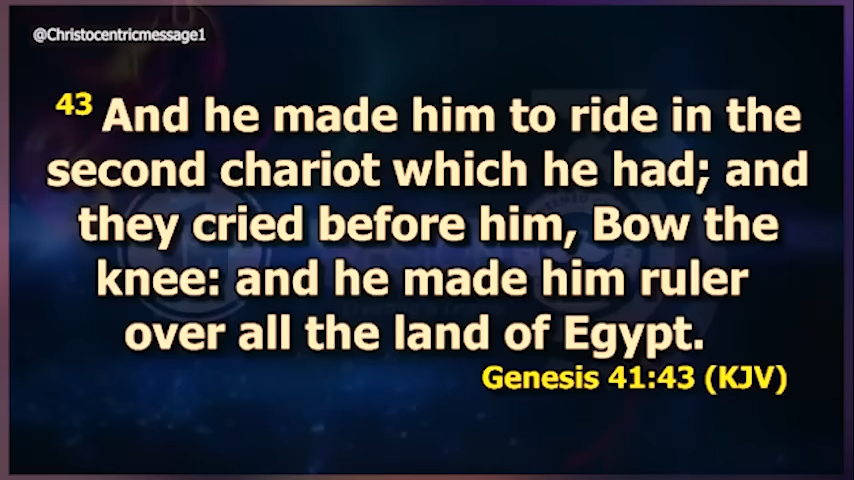 @Christocentricmessage1
43 And he made him to ride in the
second chariot which he had; and
they cried before him, Bow the
knee: and he made him ruler
over all the land of Egypt.
Genesis 41:43 (KJV)